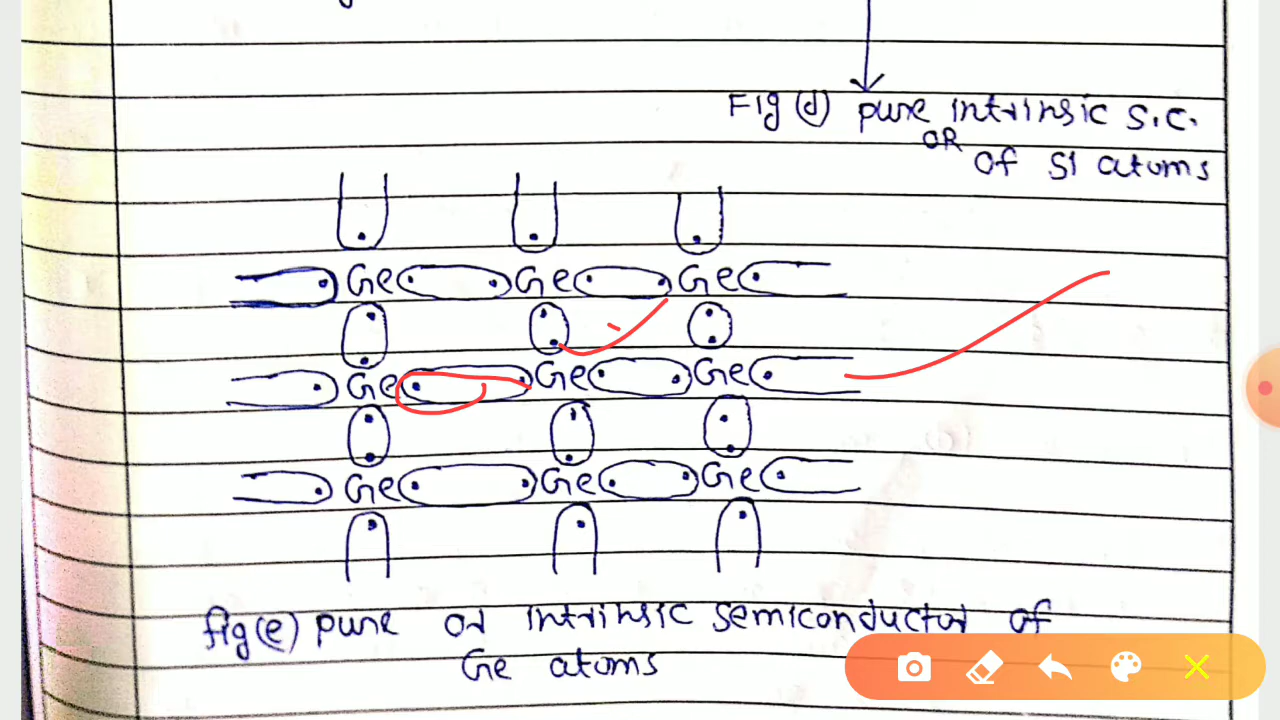 Fig (d) pure intrinsic S.C.
OR
of Si atoms
Ge Ge Ge
Ge Ge Ge
Ge Ge Ge
fig(e) pure or intrinsic semiconductor of
Ge atoms